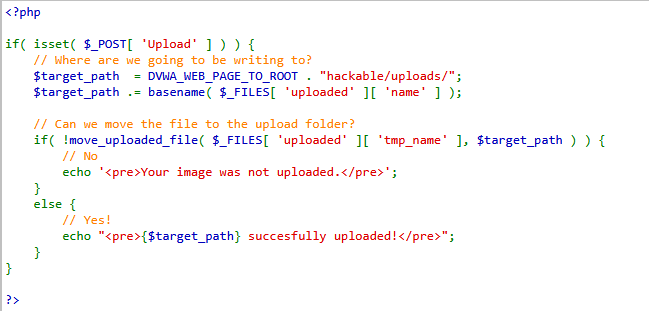 <?php

if( isset( $_POST[ 'Upload' ] ) ) {
    // Where are we going to be writing to?
    $target_path  = DVWA_WEB_PAGE_TO_ROOT . "hackable/uploads/";
    $target_path .= basename( $_FILES[ 'uploaded' ][ 'name' ] );

    // Can we move the file to the upload folder?
    if( !move_uploaded_file( $_FILES[ 'uploaded' ][ 'tmp_name' ], $target_path ) ) {
        // No
        echo '<pre>Your image was not uploaded.</pre>';
    }
    else {
        // Yes!
        echo "<pre>{$target_path} succesfully uploaded!</pre>";
    }
}

?>